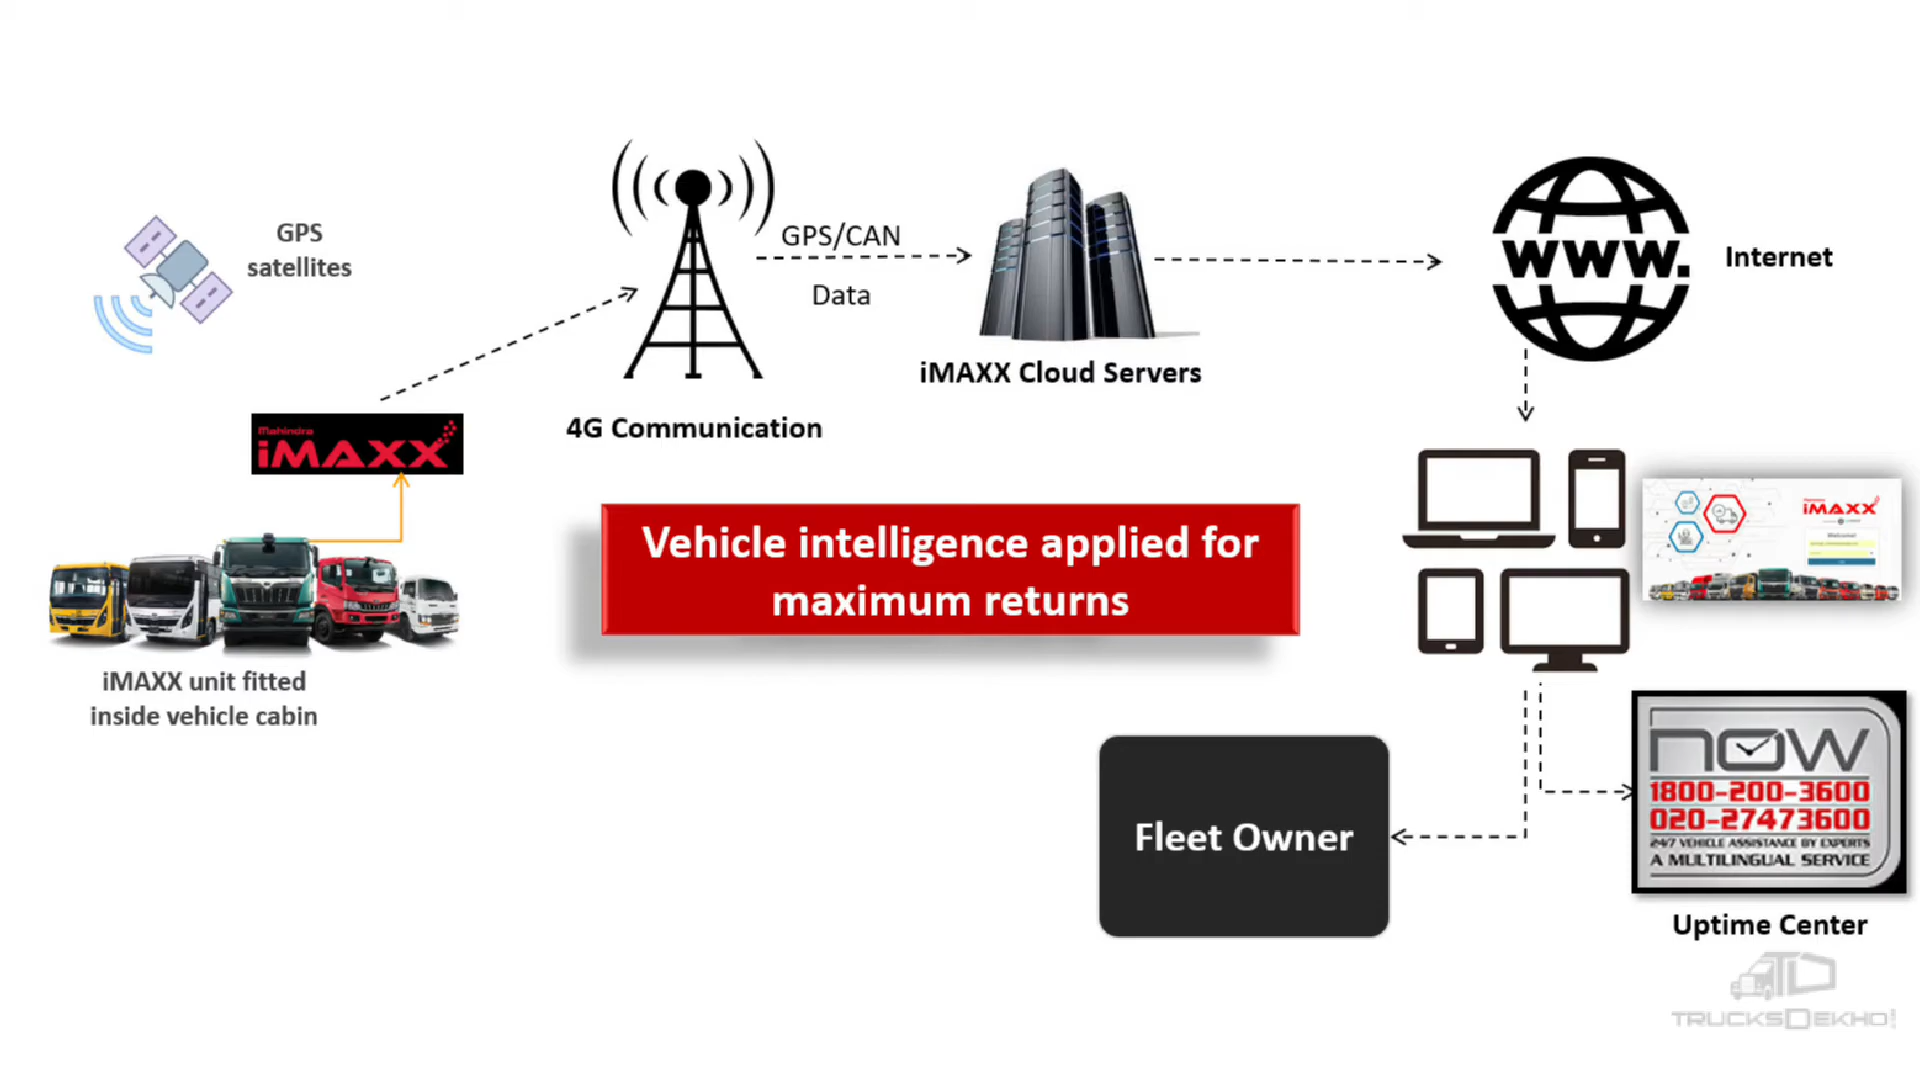 GPS
satellites
GPS/CAN
Data
WWW.
Internet
iMAXX Cloud Servers
4G Communication
Mahindra
iMAXX
Vehicle intelligence applied for
maximum returns
iMAXX
Welcome!
iMAXX unit fitted
inside vehicle cabin
Fleet Owner
NOW
1800-200-3600
020-27473600
24/7 VEHICLE ASSISTANCE BY EXPERTS
A MULTILINGUAL SERVICE
Uptime Center
TRUCKSDEKHO!